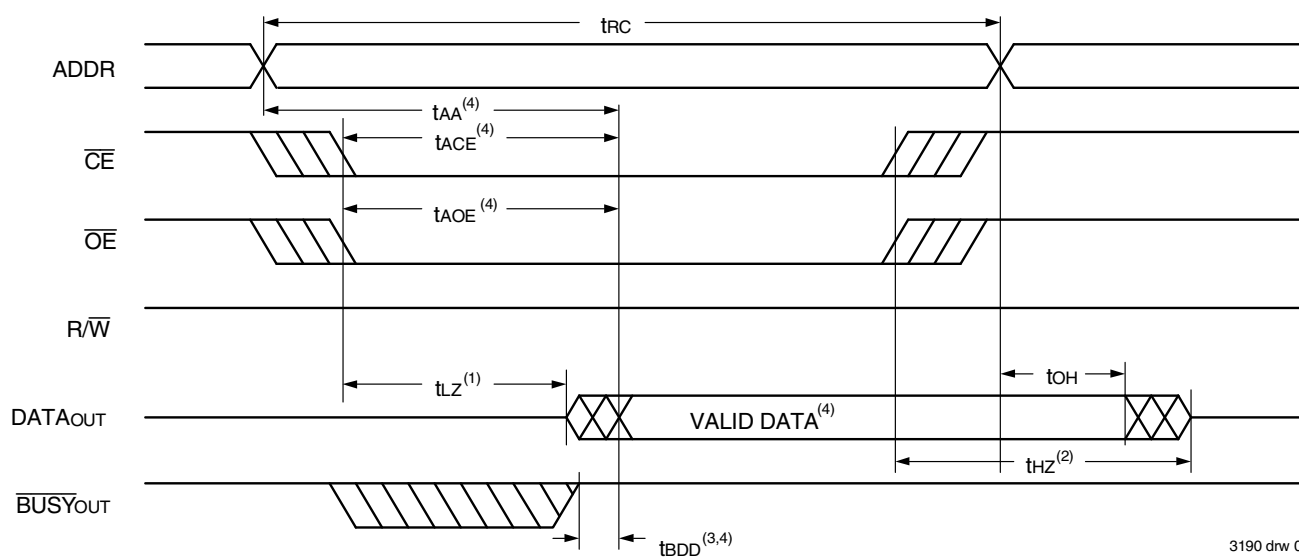 tRC
ADDR
tAA(4)
tACE(4)
CE
tAOE (4)
OE
R/W
tLZ(1)
tOH
DATAOUT
VALID DATA(4)
tHZ(2)
BUSYOUT
tBDD(3,4)
3190 drw 0